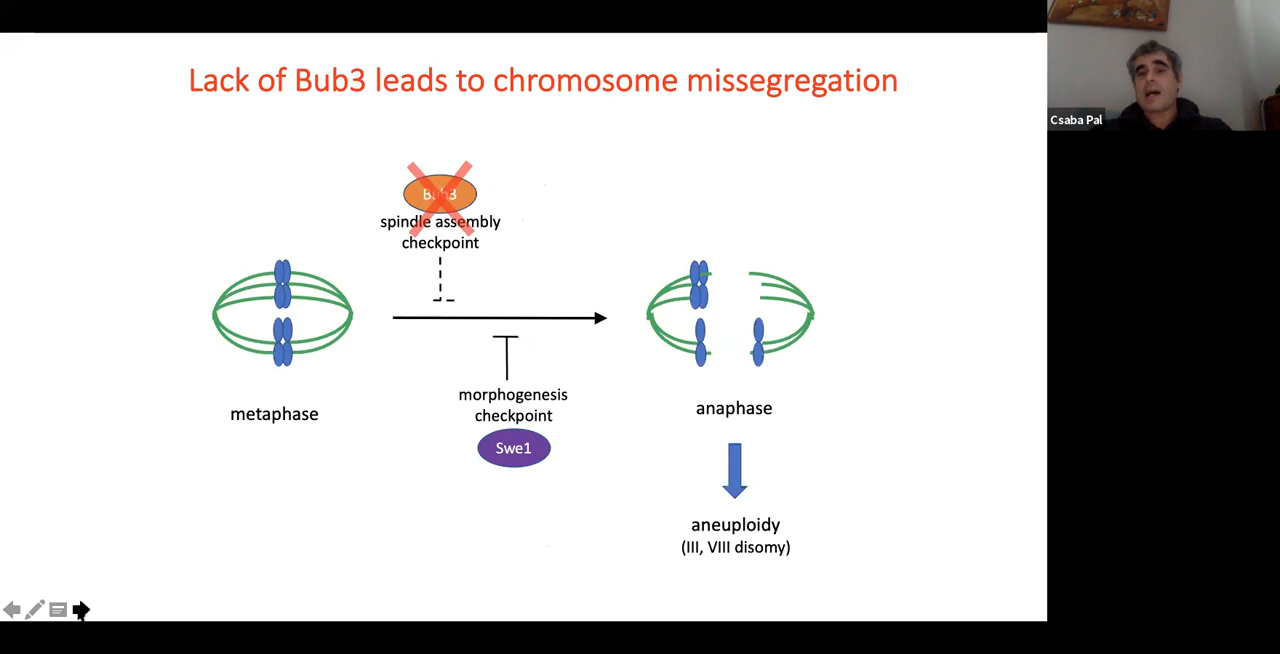 Lack of Bub3 leads to chromosome missegregation
Csaba Pal
Bub3
spindle assembly
checkpoint
morphogenesis
checkpoint
Swe1
metaphase
anaphase
aneuploidy
(III, VIII disomy)